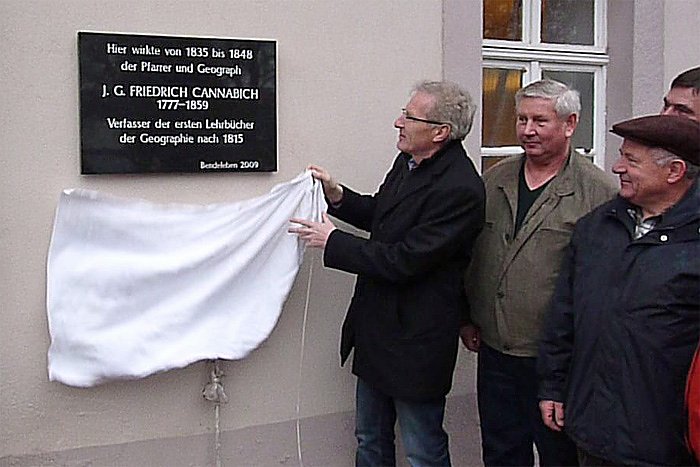 Hier wirkte von 1835 bis 1848
der Pfarrer und Geograph
J. G. FRIEDRICH CANNABICH
1777–1859
Verfasser der ersten Lehrbücher
der Geographie nach 1815
Bendeleben 2009